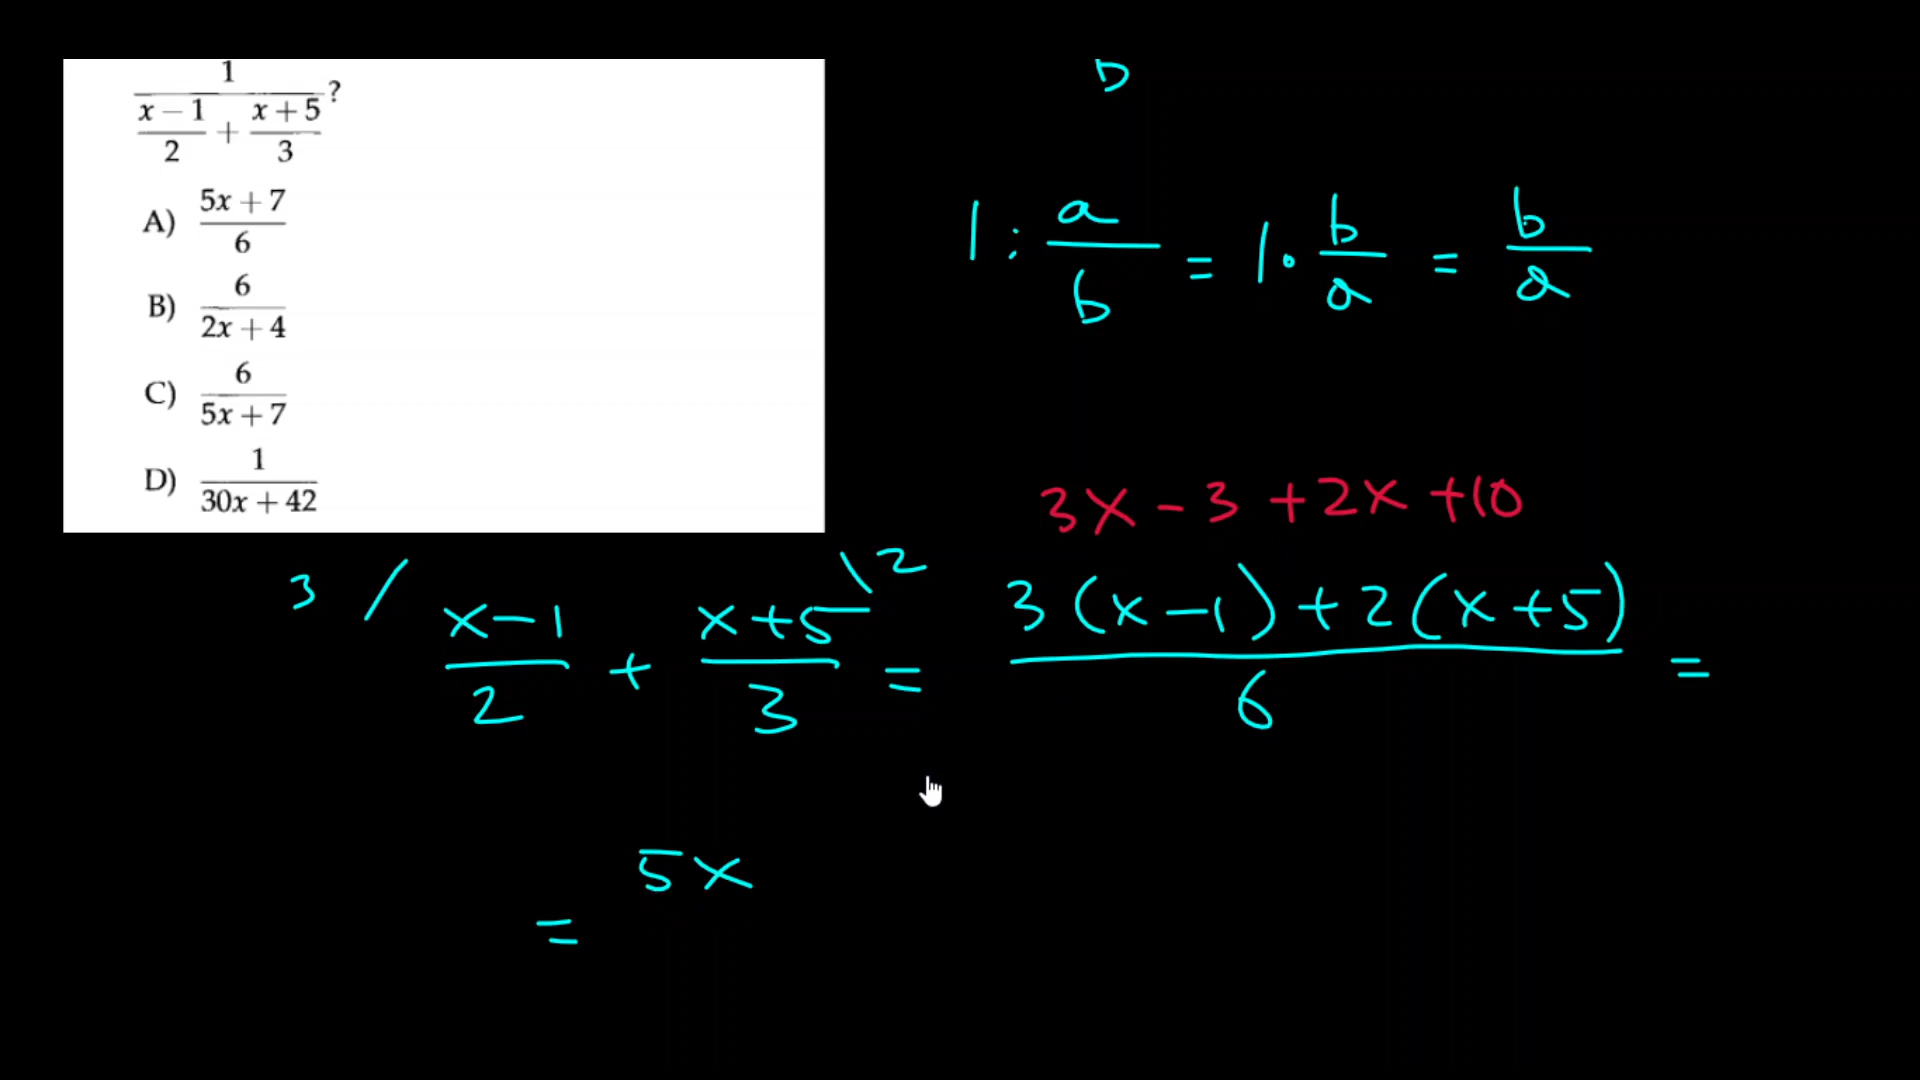 1
x − 1   x + 5
―――― + ―――― ?
2   3
A) 5x + 7
6
B) 6
2x + 4
C) 6
5x + 7
D) 1
30x + 42
1 : a/b = 1 · b/a = b/a
3x − 3 + 2x + 10
3 / x−1/2 + x+5/3 \2 = 3(x−1)+2(x+5)/6 =
= 5x